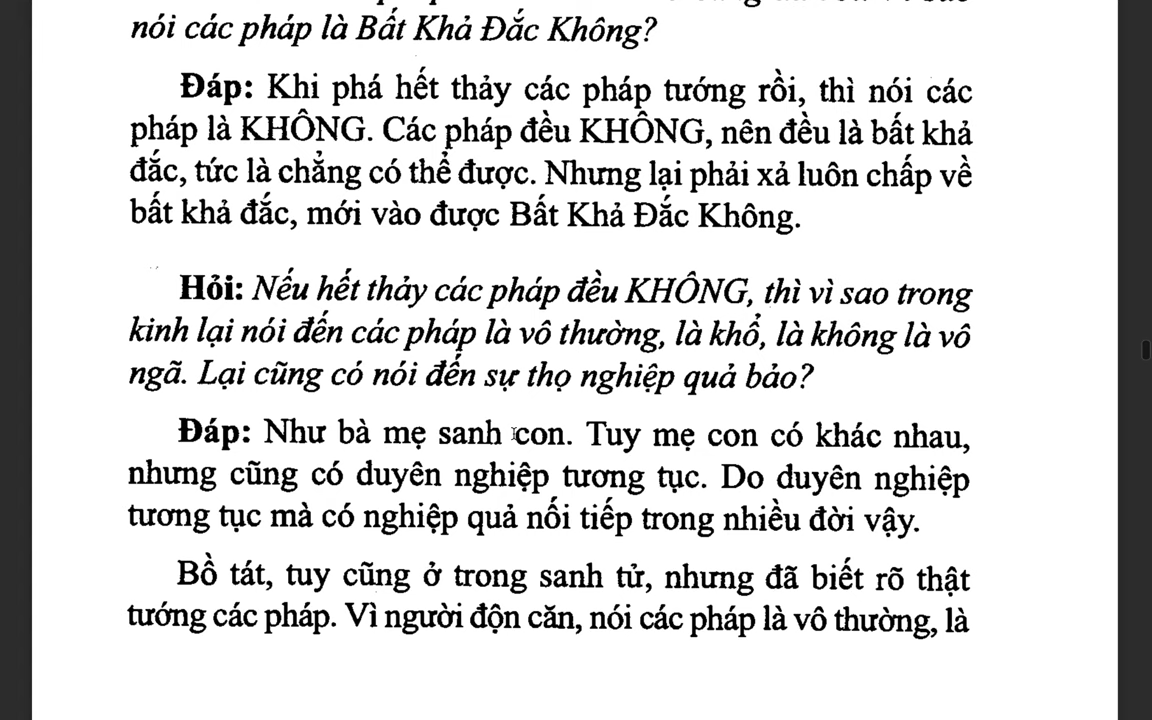 nói các pháp là Bất Khả Đắc Không?
Đáp: Khi phá hết thảy các pháp tướng rồi, thì nói các
pháp là KHÔNG. Các pháp đều KHÔNG, nên đều là bất khả
đắc, tức là chẳng có thể được. Nhưng lại phải xả luôn chấp về
bất khả đắc, mới vào được Bất Khả Đắc Không.
Hỏi: Nếu hết thảy các pháp đều KHÔNG, thì vì sao trong
kinh lại nói đến các pháp là vô thường, là khổ, là không là vô
ngã. Lại cũng có nói đến sự thọ nghiệp quả bảo?
Đáp: Như bà mẹ sanh con. Tuy mẹ con có khác nhau,
nhưng cũng có duyên nghiệp tương tục. Do duyên nghiệp
tương tục mà có nghiệp quả nối tiếp trong nhiều đời vậy.
Bồ tát, tuy cũng ở trong sanh tử, nhưng đã biết rõ thật
tướng các pháp. Vì người độn căn, nói các pháp là vô thường, là